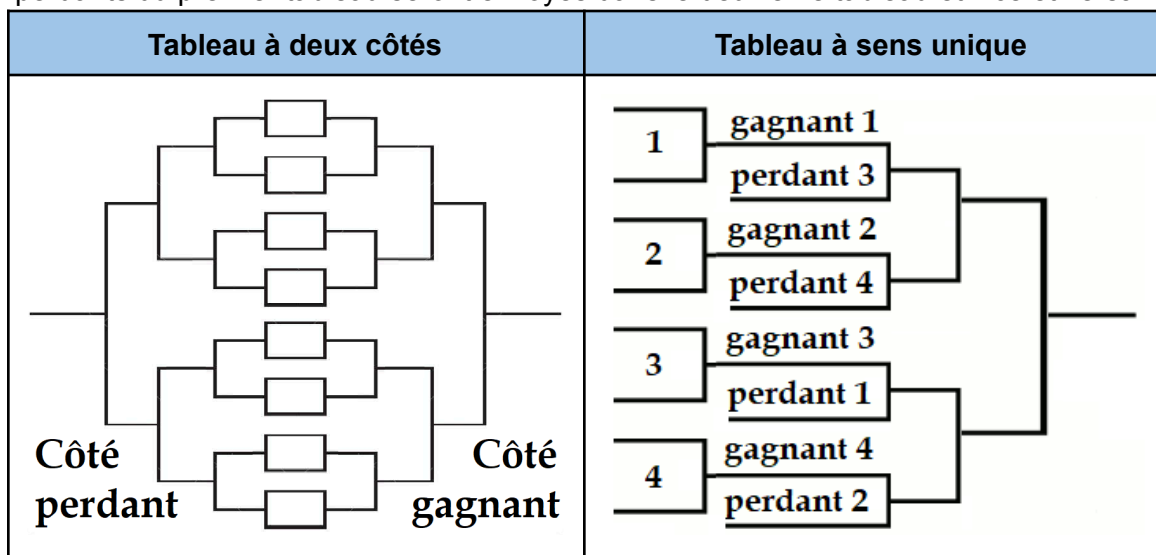 Tableau à deux côtés
Tableau à sens unique
Côté
perdant
Côté
gagnant
1
gagnant 1
perdant 3
2
gagnant 2
perdant 4
3
gagnant 3
perdant 1
4
gagnant 4
perdant 2